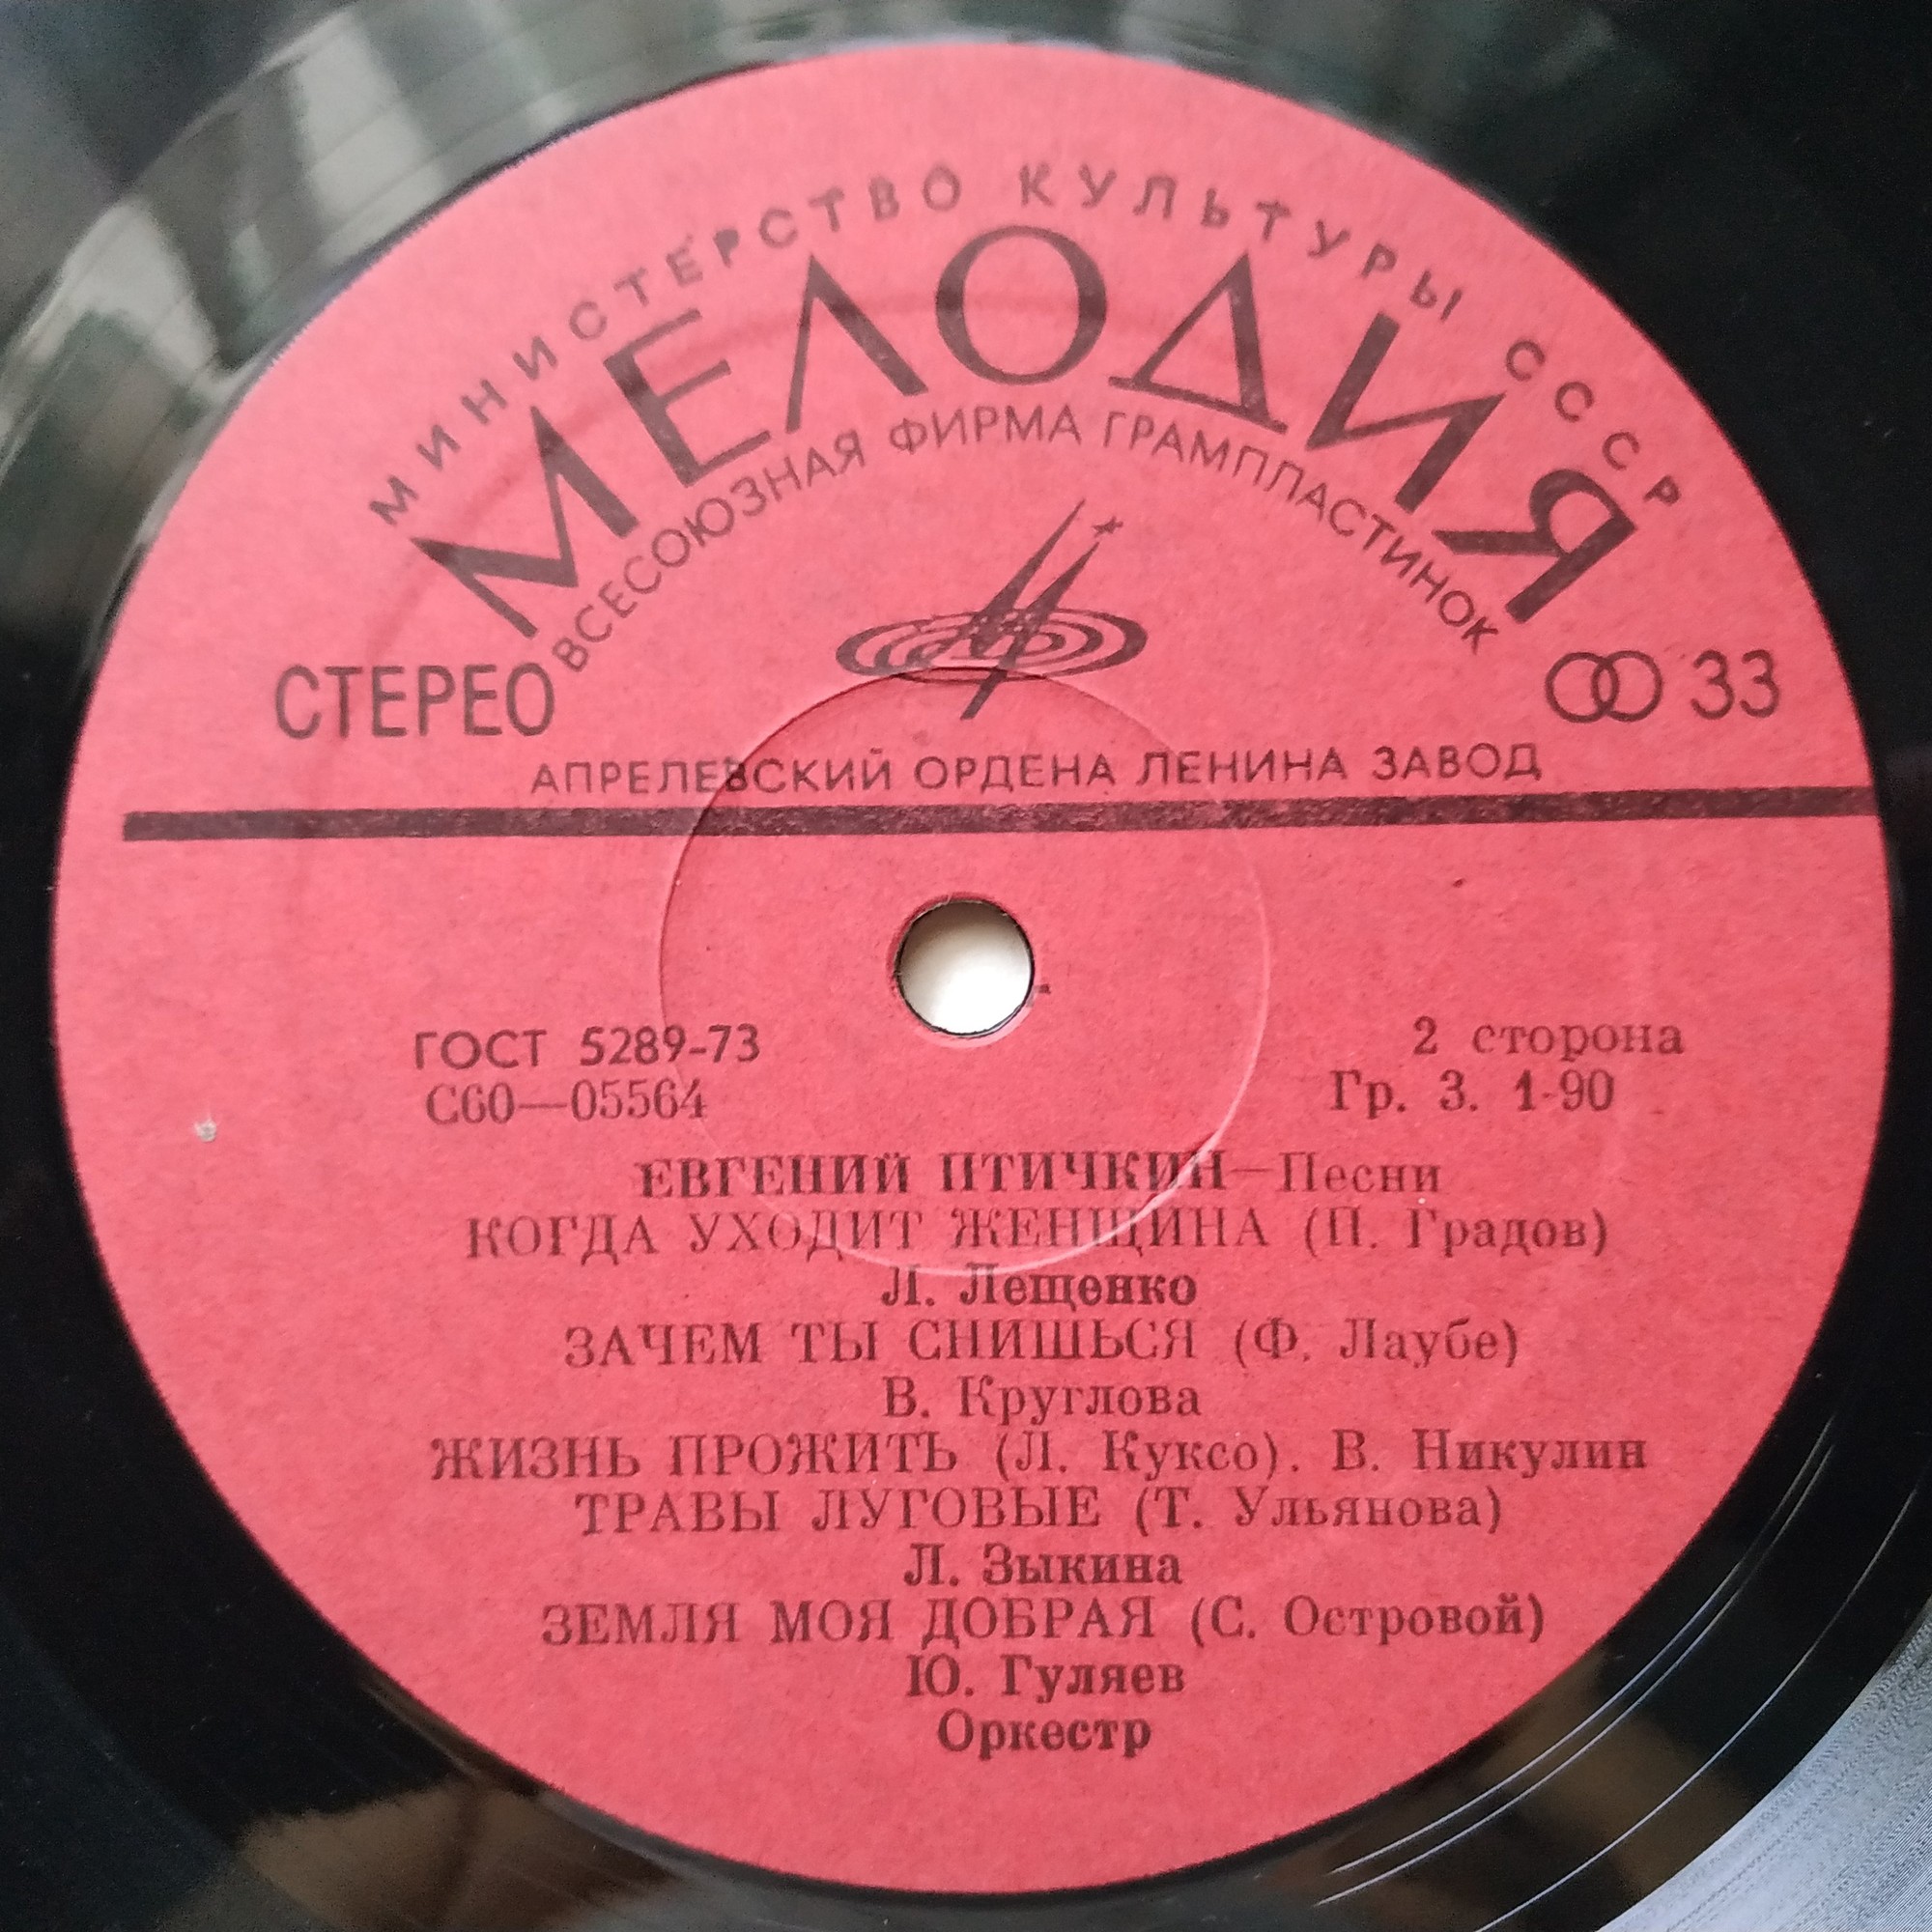 МИНИСТЕРСТВО КУЛЬТУРЫ СССР
МЕЛОДИЯ
ВСЕСОЮЗНАЯ ФИРМА ГРАМПЛАСТИНОК
СТЕРЕО
33
АПРЕЛЕВСКИЙ ОРДЕНА ЛЕНИНА ЗАВОД
ГОСТ 5289-73
2 сторона
С60—05564
Гр. 3. 1-90
ЕВГЕНИЙ ПТИЧКИН—Песни
КОГДА УХОДИТ ЖЕНЩИНА (П. Градов)
Л. Лещенко
ЗАЧЕМ ТЫ СНИШЬСЯ (Ф. Лаубе)
В. Круглова
ЖИЗНЬ ПРОЖИТЬ (Л. Куксо). В. Никулин
ТРАВЫ ЛУГОВЫЕ (Т. Ульянова)
Л. Зыкина
ЗЕМЛЯ МОЯ ДОБРАЯ (С. Островой)
Ю. Гуляев
Оркестр